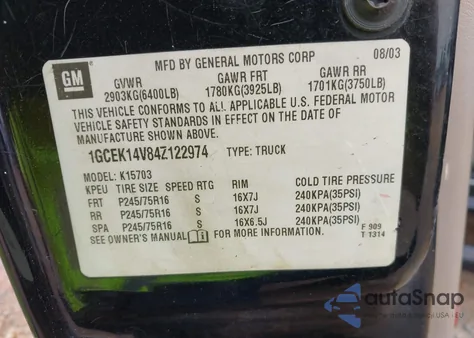 MFD BY GENERAL MOTORS CORP 08/03
GM
GVWR GAWR FRT GAWR RR
2903KG(6400LB) 1780KG(3925LB) 1701KG(3750LB)
THIS VEHICLE CONFORMS TO ALL APPLICABLE U.S. FEDERAL MOTOR
VEHICLE SAFETY STANDARDS IN EFFECT ON THE DATE OF
MANUFACTURE SHOWN ABOVE.
1GCEK14V84Z122974 TYPE: TRUCK
MODEL: K15703
KPEU TIRE SIZE SPEED RTG RIM COLD TIRE PRESSURE
FRT P245/75R16 S 16X7J 240KPA(35PSI)
RR P245/75R16 S 16X7J 240KPA(35PSI)
SPA P245/75R16 S 16X6.5J 240KPA(35PSI)
SEE OWNER'S MANUAL FOR MORE INFORMATION. F 909
T 1314
autaSnap